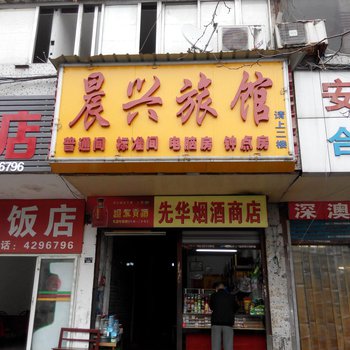 晨兴旅馆
请上二楼
普通间 标准间 电脑房 钟点房
店
6796
安
合
饭店
话：4296796
先华烟酒商店
深澳